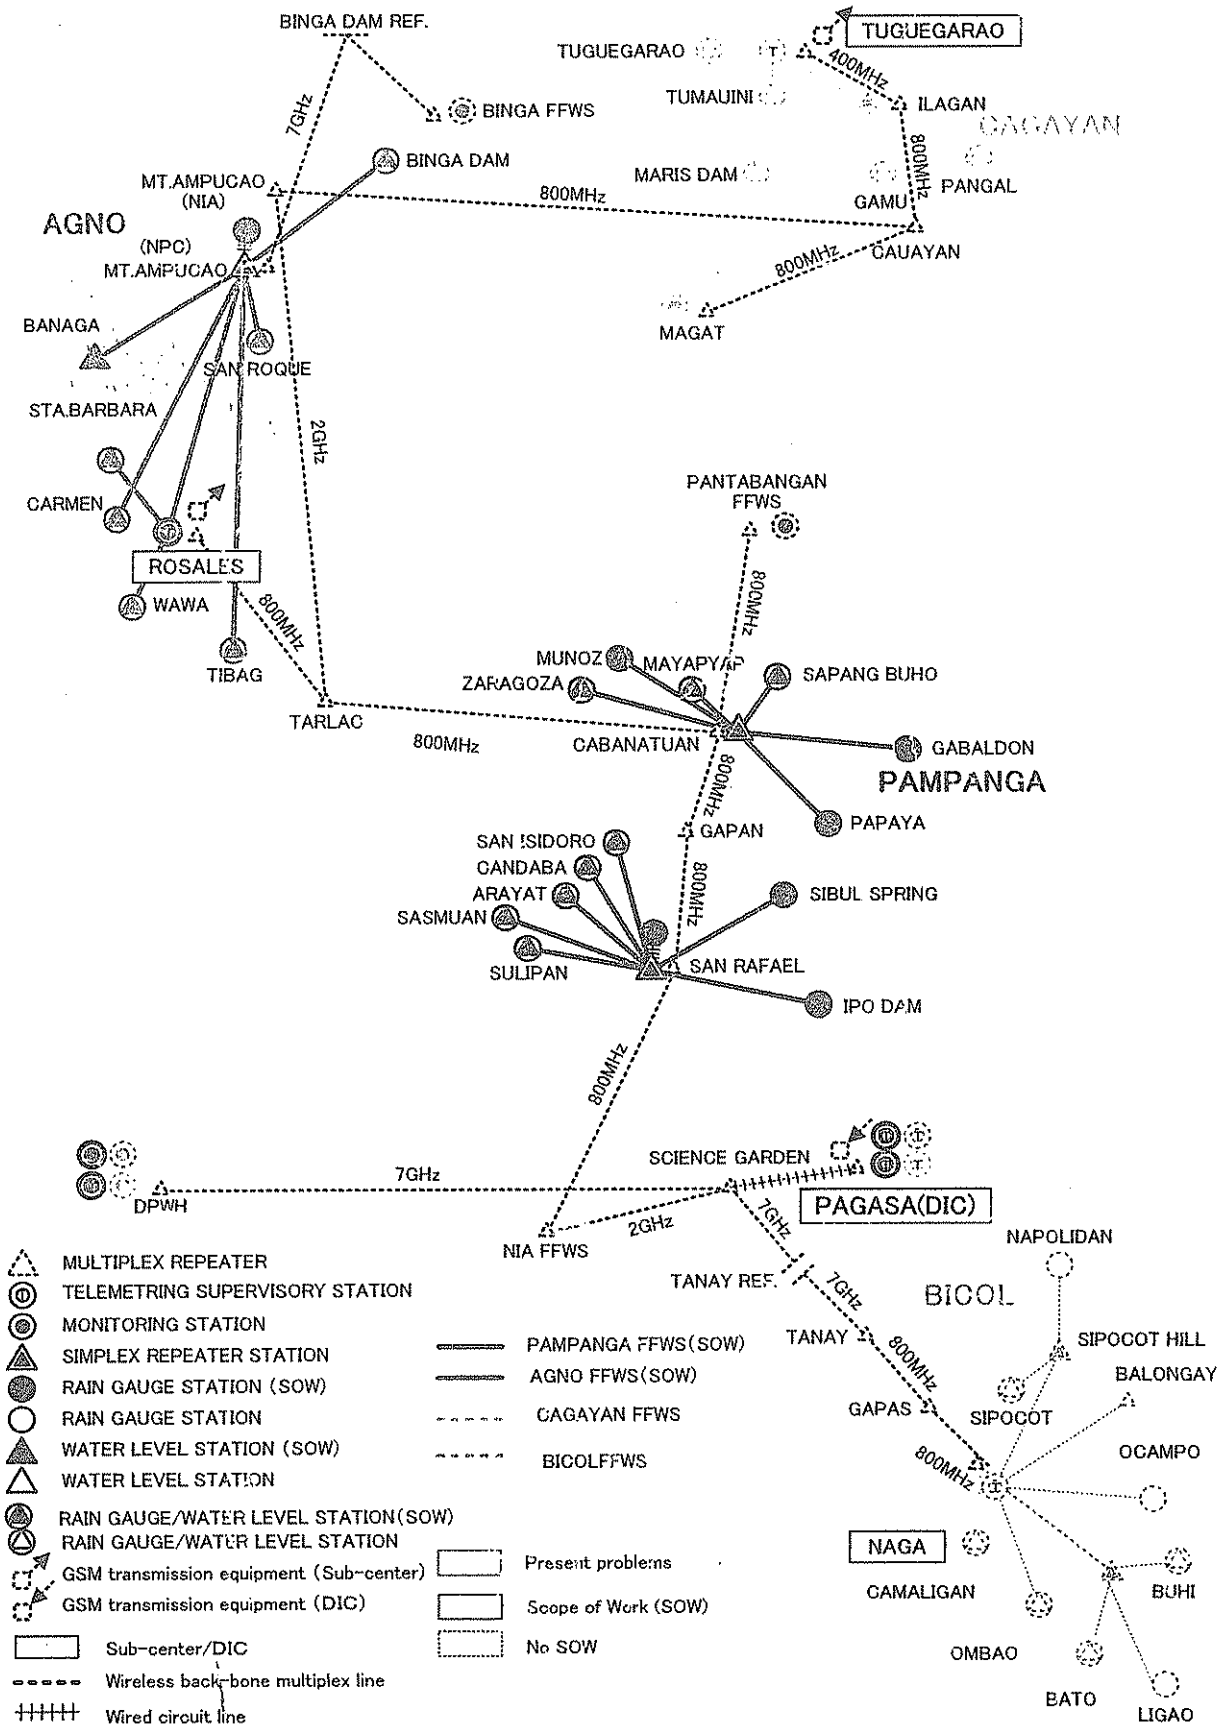 BINGA DAM REF.
TUGUEGARAO
TUGUEGARAO
400MHz
7GHz
BINGA FFWS
TUMAUINI
ILAGAN
CAGAYAN
BINGA DAM
800MHz
MT.AMPUCAO
(NIA)
MARIS DAM
PANGAL
800MHz
GAMU
AGNO
(NPC)
MT.AMPUCAO
CAUAYAN
800MHz
BANAGA
MAGAT
SAN ROQUE
STA.BARBARA
2GHz
PANTABANGAN
FFWS
CARMEN
ROSALES
800MHz
WAWA
800MHz
TIBAG
MUNOZ
MAYAPYAP
SAPANG BUHO
ZARAGOZA
TARLAC
800MHz
CABANATUAN
GABALDON
PAMPANGA
800MHz
GAPAN
PAPAYA
SAN ISIDORO
CANDABA
800MHz
ARAYAT
SIBUL SPRING
SASMUAN
SULIPAN
SAN RAFAEL
IPO DAM
800MHz
SCIENCE GARDEN
7GHz
DPWH
PAGASA(DIC)
2GHz
7GHz
NIA FFWS
NAPOLIDAN
TANAY REF.
7GHz
BICOL
TANAY
SIPOCOT HILL
800MHz
BALONGAY
GAPAS
SIPOCOT
OCAMPO
800MHz
NAGA
CAMALIGAN
BUHI
OMBAO
BATO
LIGAO
MULTIPLEX REPEATER
TELEMETRING SUPERVISORY STATION
MONITORING STATION
SIMPLEX REPEATER STATION
RAIN GAUGE STATION (SOW)
RAIN GAUGE STATION
WATER LEVEL STATION (SOW)
WATER LEVEL STATION
RAIN GAUGE/WATER LEVEL STATION(SOW)
RAIN GAUGE/WATER LEVEL STATION
GSM transmission equipment (Sub-center)
GSM transmission equipment (DIC)
Sub-center/DIC
Wireless back-bone multiplex line
Wired circuit line
PAMPANGA FFWS(SOW)
AGNO FFWS(SOW)
CAGAYAN FFWS
BICOLFFWS
Present problems
Scope of Work (SOW)
No SOW